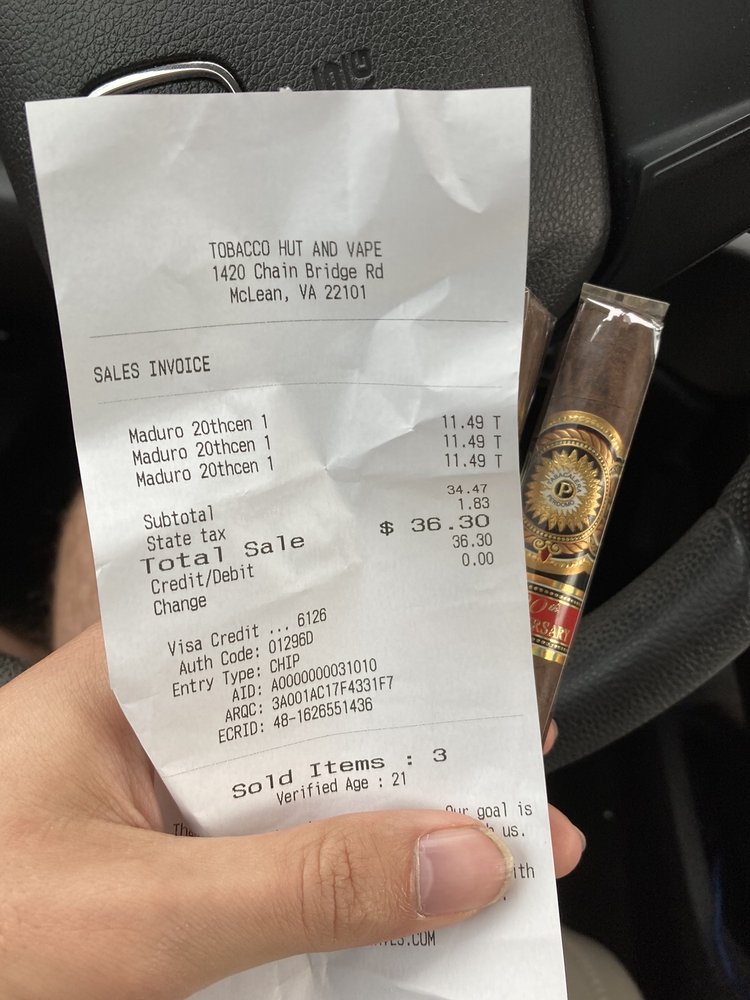 TOBACCO HUT AND VAPE
1420 Chain Bridge Rd
McLean, VA 22101
SALES INVOICE
Maduro 20thcen 1 11.49 T
Maduro 20thcen 1 11.49 T
Maduro 20thcen 1 11.49 T
Subtotal 34.47
State tax 1.83
Total Sale $ 36.30
Credit/Debit 36.30
Change 0.00
Visa Credit ... 6126
Auth Code: 01296D
Entry Type: CHIP
AID: A0000000031010
ARQC: 3A001AC17F4331F7
ECRID: 48-1626551436
Sold Items : 3
Verified Age : 21
Our goal is
us.
TABACALERA
P
PERDOMO